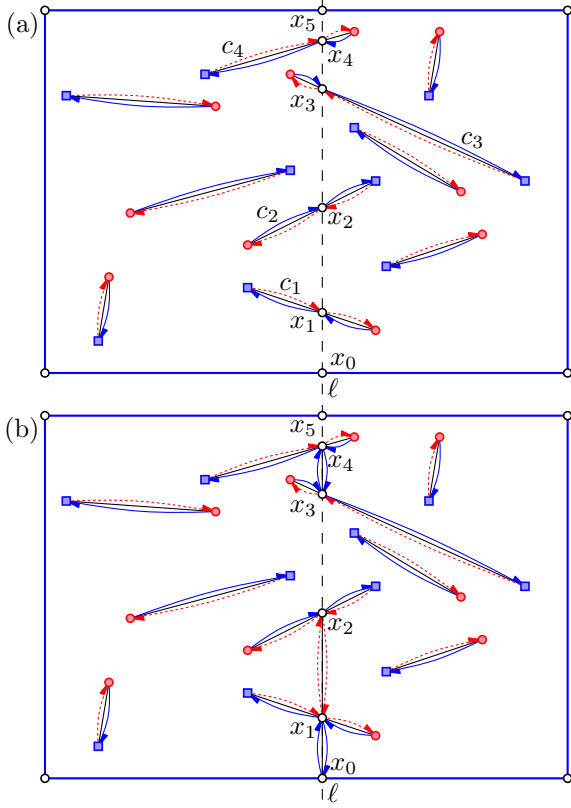 (a)
x₅
c₄
x₄
x₃
c₃
c₂
x₂
c₁
x₁
x₀
ℓ
(b)
x₅
x₄
x₃
x₂
x₁
x₀
ℓ